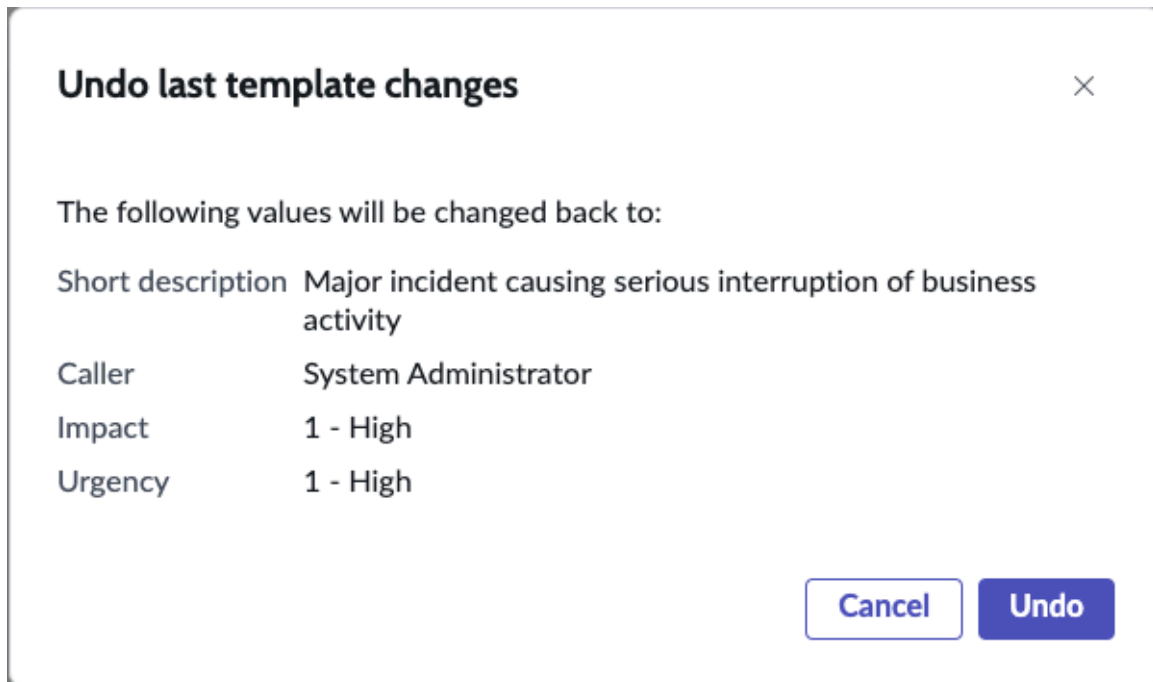 Undo last template changes
The following values will be changed back to:
Short description Major incident causing serious interruption of business
activity
Caller System Administrator
Impact 1 - High
Urgency 1 - High
Cancel Undo